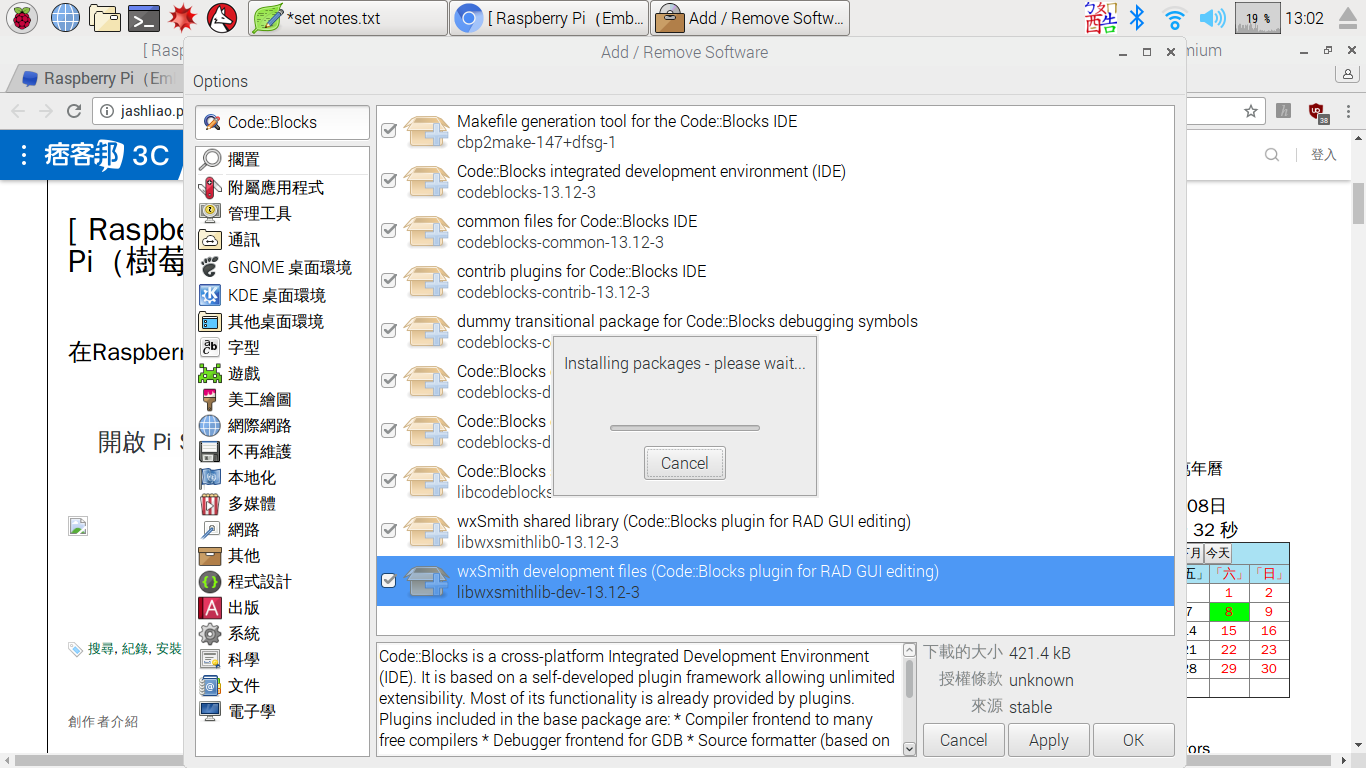 *set notes.txt
[ Raspberry Pi（Emb...
Add / Remove Softw...
19 %
13:02
[ Rasp
Add / Remove Software
mium
Raspberry Pi（Em
Options
jashliao.p
38
痞客邦 3C
登入
[ Raspbe
Pi（樹莓
在Raspberr
開啟 Pi S
搜尋, 紀錄, 安裝
創作者介紹
Code::Blocks
擱置
附屬應用程式
管理工具
通訊
GNOME 桌面環境
KDE 桌面環境
其他桌面環境
字型
遊戲
美工繪圖
網際網路
不再維護
本地化
多媒體
網路
其他
程式設計
出版
系統
科學
文件
電子學
Makefile generation tool for the Code::Blocks IDE
cbp2make-147+dfsg-1
Code::Blocks integrated development environment (IDE)
codeblocks-13.12-3
common files for Code::Blocks IDE
codeblocks-common-13.12-3
contrib plugins for Code::Blocks IDE
codeblocks-contrib-13.12-3
dummy transitional package for Code::Blocks debugging symbols
codeblocks-c
Code::Blocks
codeblocks-d
Code::Blocks
codeblocks-d
Code::Blocks
libcodeblocks
wxSmith shared library (Code::Blocks plugin for RAD GUI editing)
libwxsmithlib0-13.12-3
wxSmith development files (Code::Blocks plugin for RAD GUI editing)
libwxsmithlib-dev-13.12-3
Installing packages - please wait...
Cancel
Code::Blocks is a cross-platform Integrated Development Environment
(IDE). It is based on a self-developed plugin framework allowing unlimited
extensibility. Most of its functionality is already provided by plugins.
Plugins included in the base package are: * Compiler frontend to many
free compilers * Debugger frontend for GDB * Source formatter (based on
下載的大小 421.4 kB
授權條款 unknown
來源 stable
Cancel
Apply
OK
年曆
08日
32 秒
月 今天
五」 「六」 「日」
1 2
7 8 9
14 15 16
21 22 23
28 29 30
tors